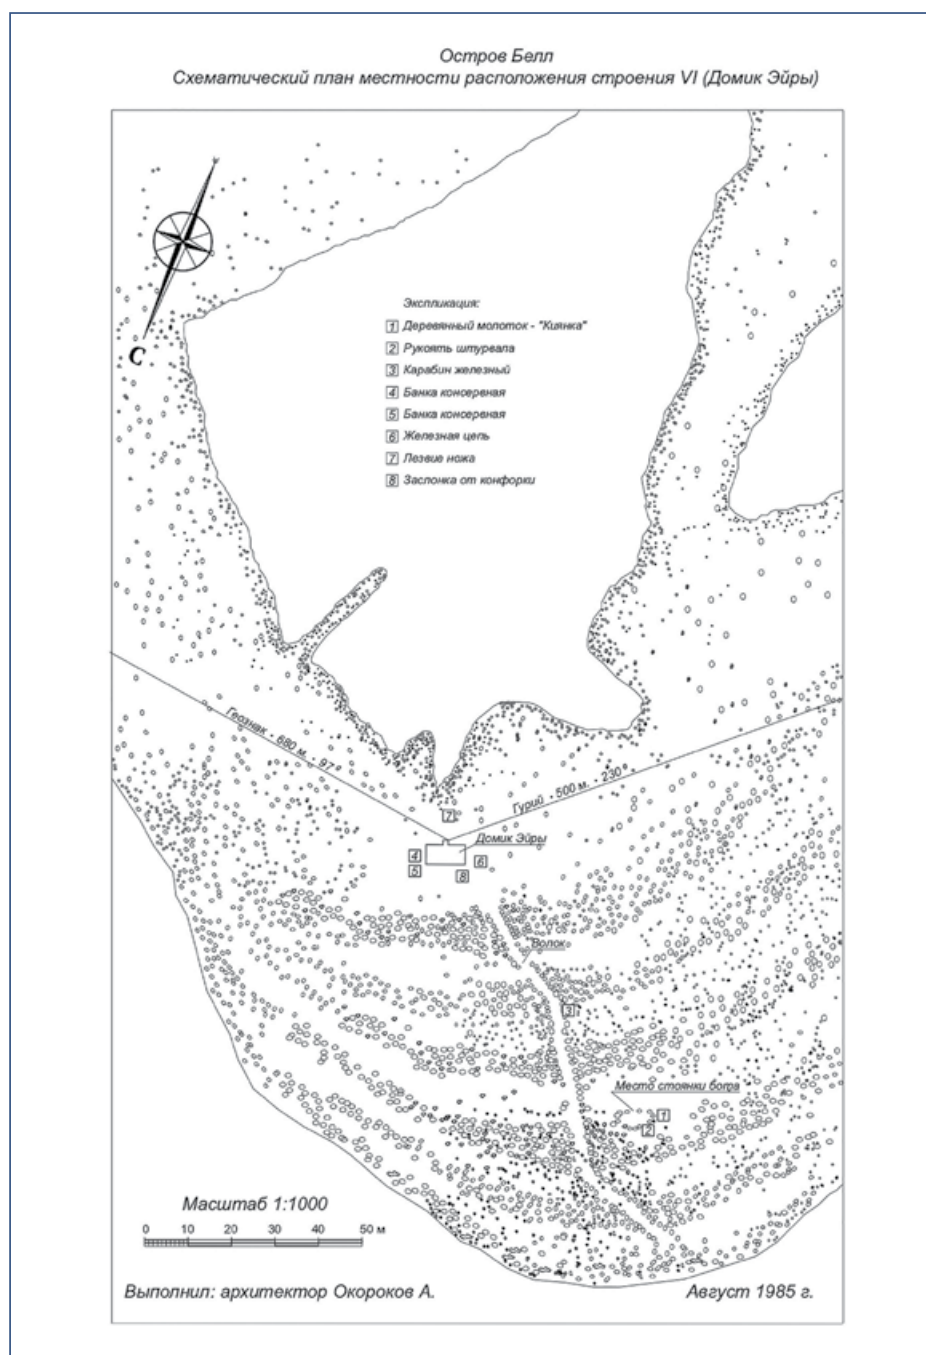 Остров Белл
Схематический план местности расположения строения VI (Домик Эйры)
С
Экспликация:
1 Деревянный молоток - "Киянка"
2 Рукоять штурвала
3 Карабин железный
4 Банка консервная
5 Банка консервная
6 Железная цепь
7 Лезвие ножа
8 Заслонка от конфорки
Геознак - 680 м. - 97°
Гурий - 500 м. - 230°
7
Домик Эйры
4
6
5
8
Волок
3
Место стоянки бота
1
2
Масштаб 1:1000
0 10 20 30 40 50 м
Выполнил: архитектор Окороков А.
Август 1985 г.